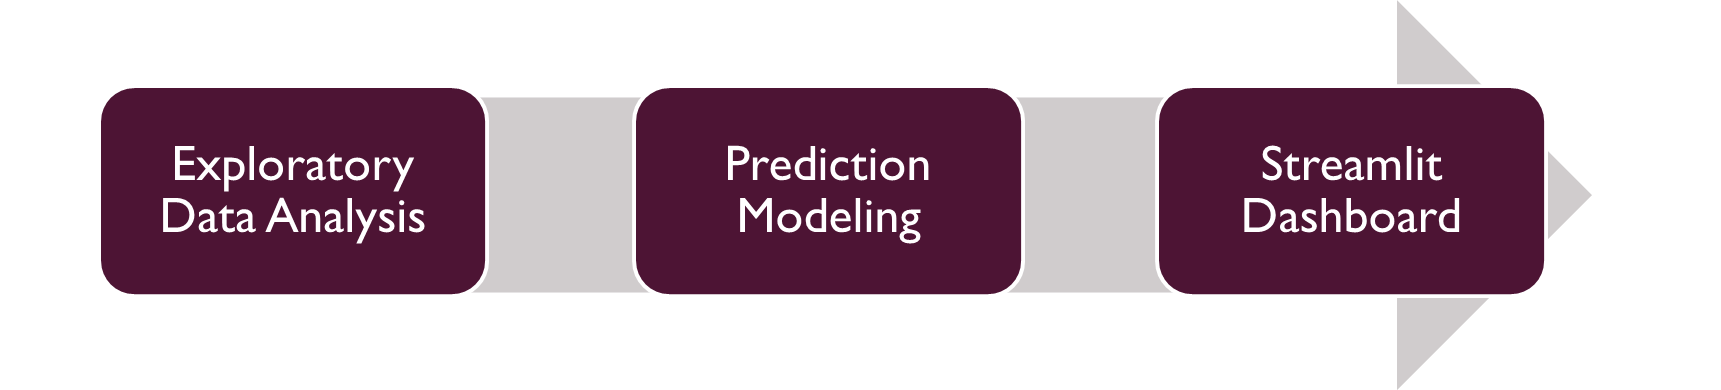 Exploratory
Data Analysis
Prediction
Modeling
Streamlit
Dashboard